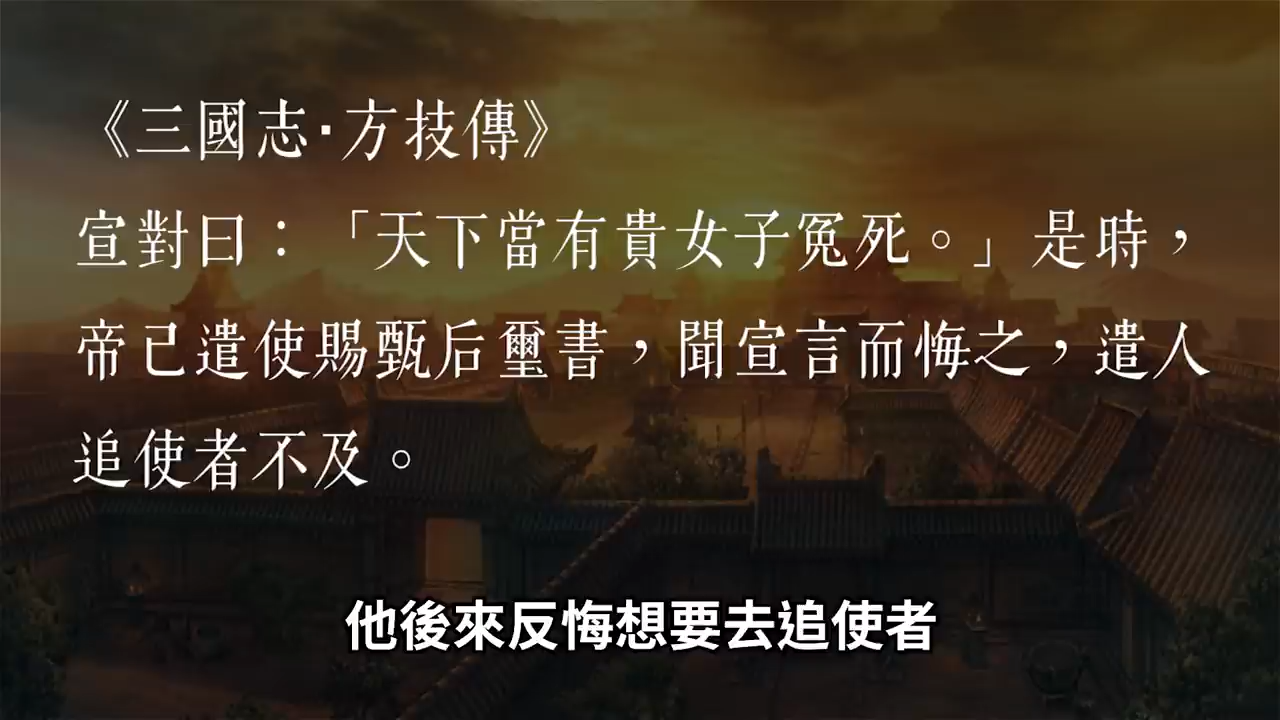 《三國志·方技傳》
宣對曰：「天下當有貴女子冤死。」是時，
帝已遣使賜甄后璽書，聞宣言而悔之，遣人
追使者不及。
他後來反悔想要去追使者